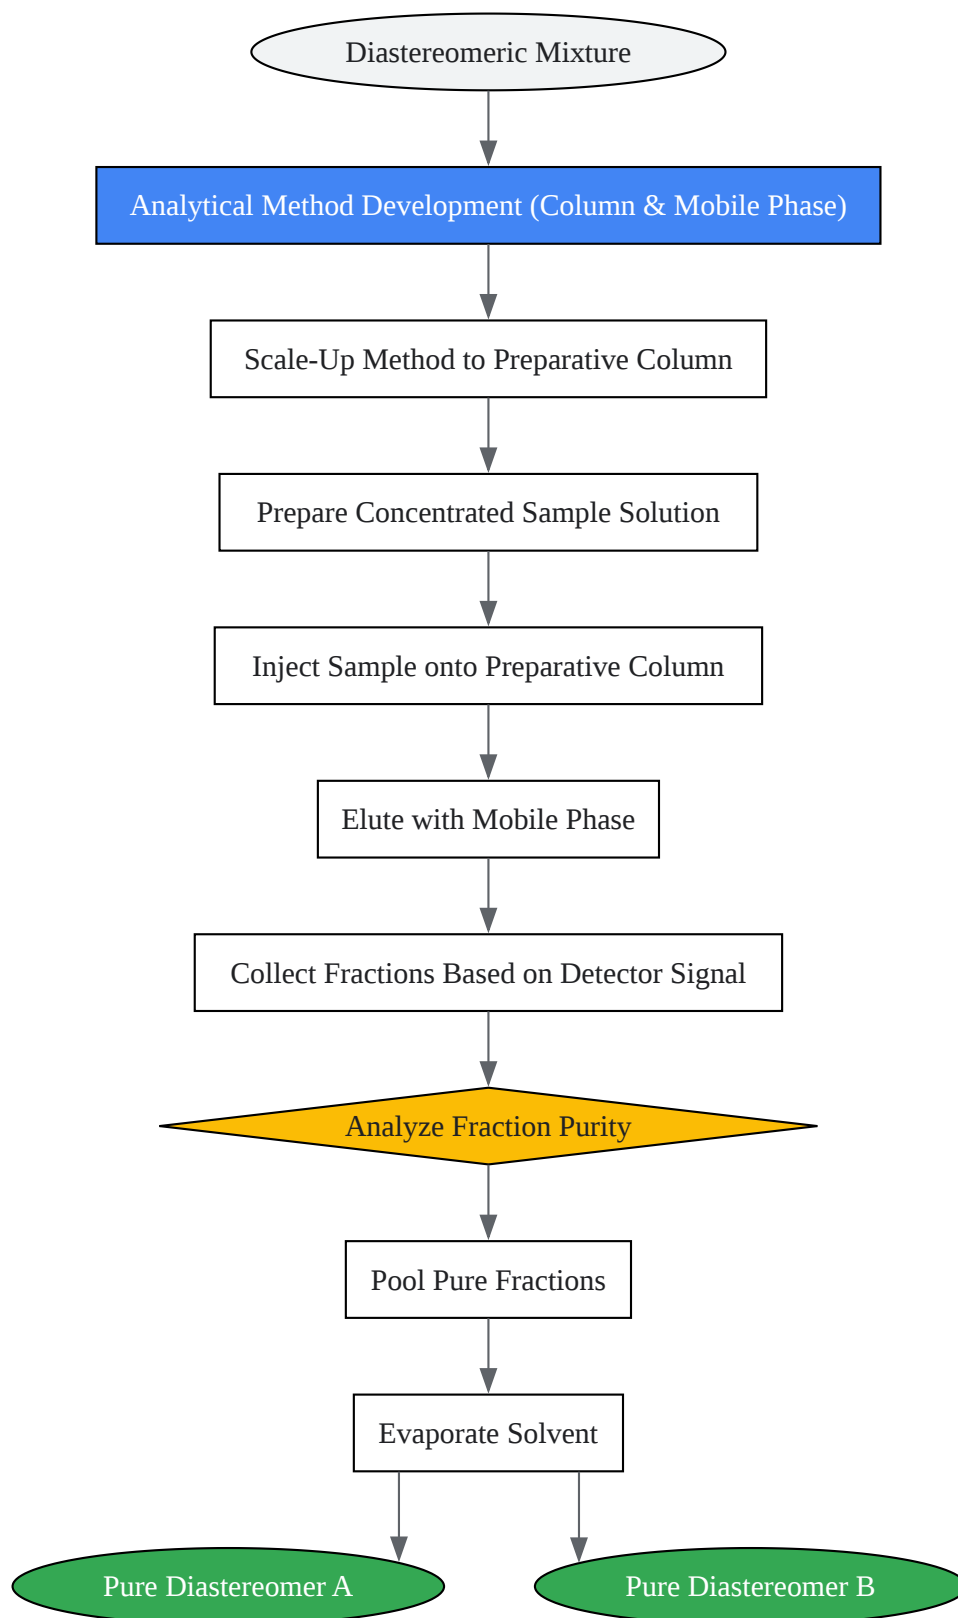 Diastereomeric Mixture
Analytical Method Development (Column & Mobile Phase)
Scale-Up Method to Preparative Column
Prepare Concentrated Sample Solution
Inject Sample onto Preparative Column
Elute with Mobile Phase
Collect Fractions Based on Detector Signal
Analyze Fraction Purity
Pool Pure Fractions
Evaporate Solvent
Pure Diastereomer A
Pure Diastereomer B